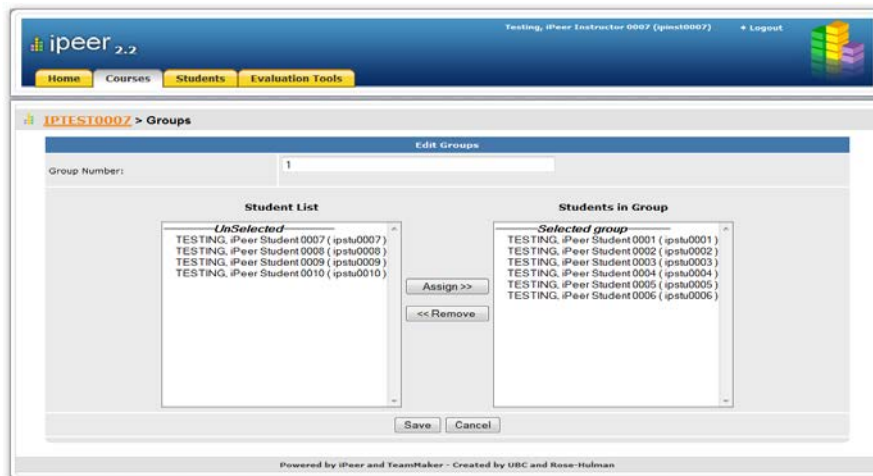 Testing, iPeer Instructor 0007 (ipinst0007) + Logout
ipeer 2.2
Home Courses Students Evaluation Tools
IPTEST0007 > Groups
Edit Groups
Group Number: 1
Student List
UnSelected
TESTING, iPeer Student 0007 ( ipstu0007 )
TESTING, iPeer Student 0008 ( ipstu0008 )
TESTING, iPeer Student 0009 ( ipstu0009 )
TESTING, iPeer Student 0010 ( ipstu0010 )
Assign >>
<< Remove
Students in Group
Selected group
TESTING, iPeer Student 0001 ( ipstu0001 )
TESTING, iPeer Student 0002 ( ipstu0002 )
TESTING, iPeer Student 0003 ( ipstu0003 )
TESTING, iPeer Student 0004 ( ipstu0004 )
TESTING, iPeer Student 0005 ( ipstu0005 )
TESTING, iPeer Student 0006 ( ipstu0006 )
Save Cancel
Powered by iPeer and TeamMaker - Created by UBC and Rose-Hulman